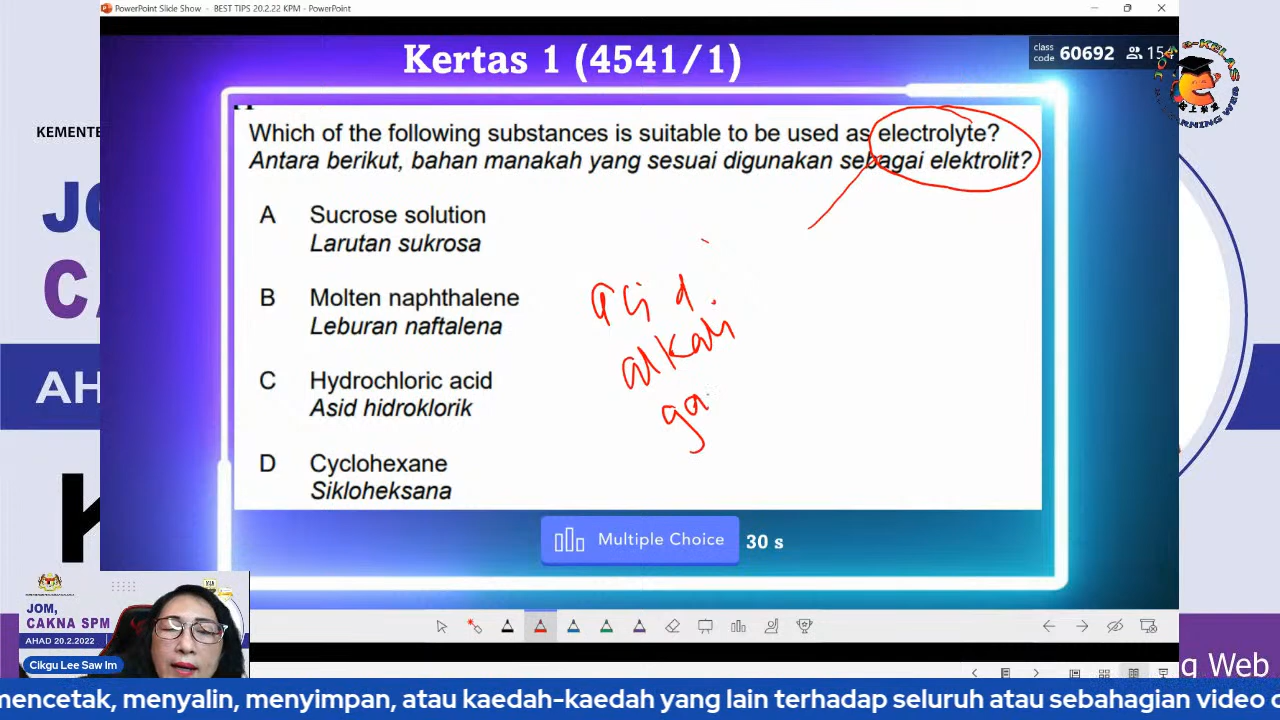 PowerPoint Slide Show - BEST TIPS 20.2.22 KPM - PowerPoint
Kertas 1 (4541/1)
class code 60692
KEMENTE
Which of the following substances is suitable to be used as electrolyte?
Antara berikut, bahan manakah yang sesuai digunakan sebagai elektrolit?
A Sucrose solution
Larutan sukrosa
B Molten naphthalene
Leburan naftalena
C Hydrochloric acid
Asid hidroklorik
D Cyclohexane
Sikloheksana
acid
alkali
ga
JO
CA
AH
K
Multiple Choice 30 s
JOM,
CAKNA SPM
AHAD 20.2.2022
Cikgu Lee Saw Im
g Web
mencetak, menyalin, menyimpan, atau kaedah-kaedah yang lain terhadap seluruh atau sebahagian video